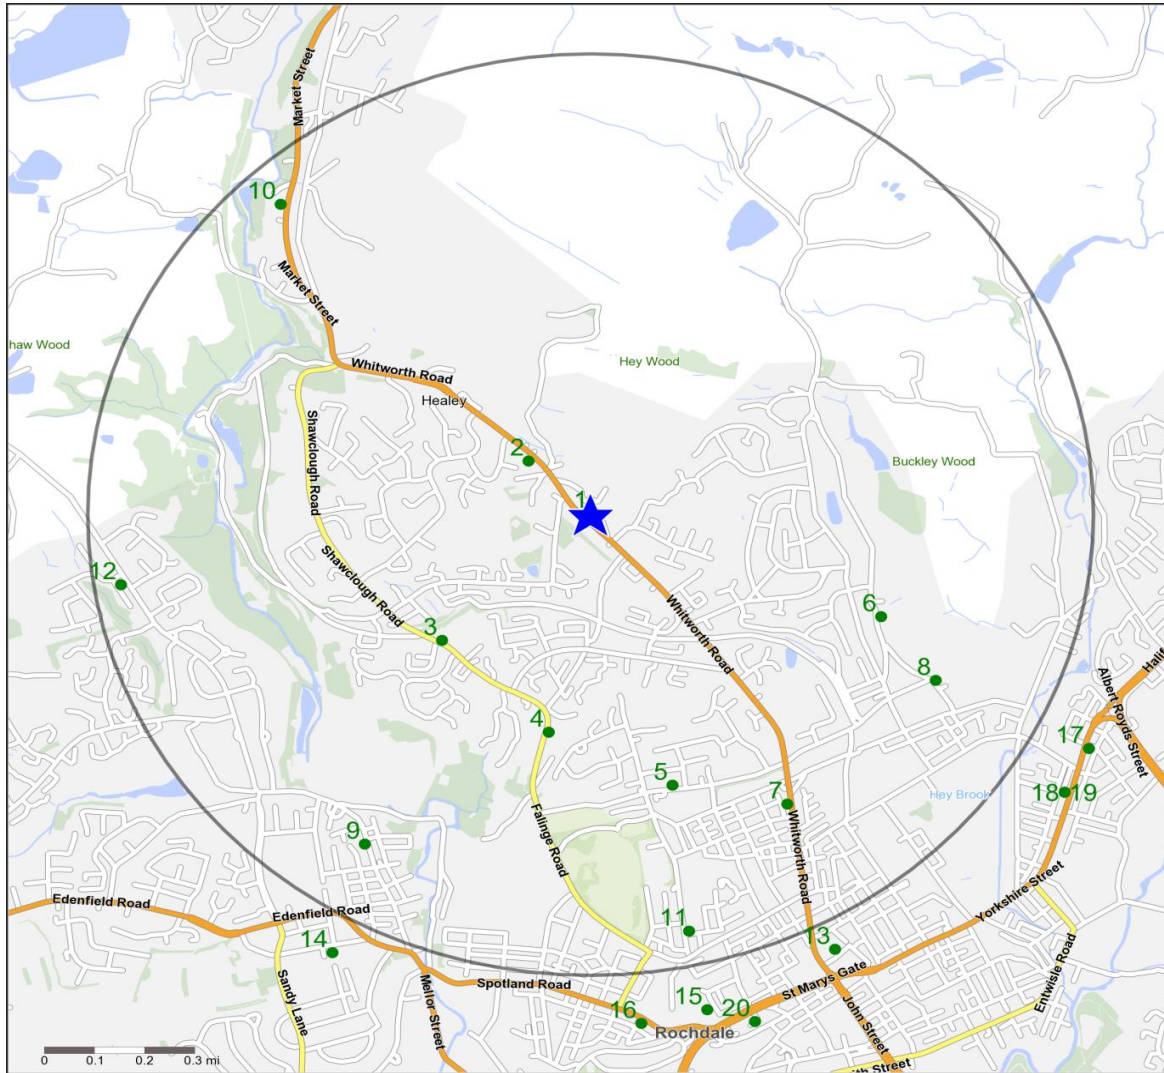 Market Street
10
Market Street
haw Wood
Hey Wood
Whitworth Road
Healey
2
Buckley Wood
1
Shawclough Road
12
Shawclough Road
3
6
Whitworth Road
8
Halif
Albert Royds Street
4
17
5
7
Hey Brook
18 19
Falinge Road
Whitworth Road
9
Edenfield Road
Edenfield Road
Yorkshire Street
11
13
14
Sandy Lane
Mellor Street
Spotland Road
St Marys Gate
Entwisle Road
15
16
20
Rochdale
John Street
0 0.1 0.2 0.3 mi
ith Street